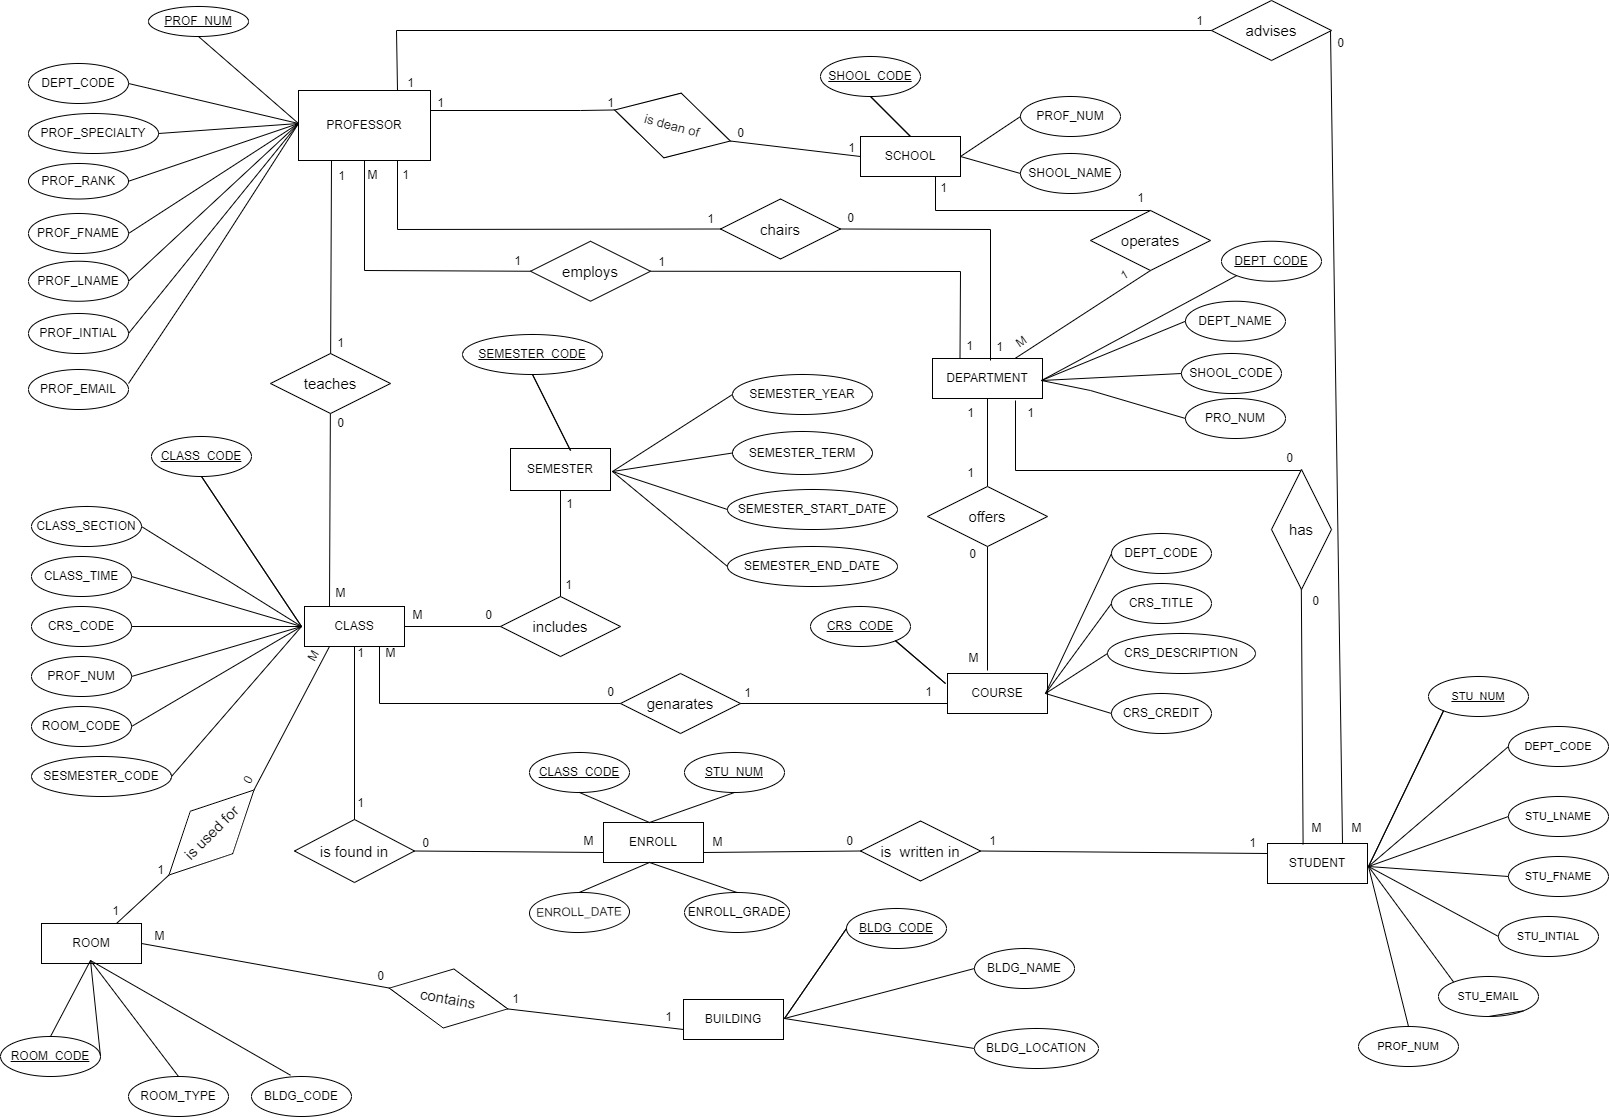 PROF_NUM
1
advises
0
DEPT_CODE
SHOOL_CODE
1
1
1
0
is dean of
PROFESSOR
PROF_SPECIALTY
PROF_NUM
1
SCHOOL
SHOOL_NAME
PROF_RANK
1
M
1
1
1
PROF_FNAME
1
chairs
0
operates
1
PROF_LNAME
1
employs
1
DEPT_CODE
PROF_INTIAL
DEPT_NAME
1
1
1
M
SEMESTER_CODE
teaches
DEPARTMENT
SHOOL_CODE
PROF_EMAIL
SEMESTER_YEAR
0
1
1
PRO_NUM
CLASS_CODE
SEMESTER_TERM
SEMESTER
1
0
1
SEMESTER_START_DATE
CLASS_SECTION
offers
has
0
DEPT_CODE
SEMESTER_END_DATE
CLASS_TIME
1
M
0
CRS_TITLE
M
0
CLASS
includes
CRS_CODE
CRS_CODE
M
1
M
M
CRS_DESCRIPTION
PROF_NUM
0
1
1
COURSE
genarates
STU_NUM
ROOM_CODE
CRS_CREDIT
DEPT_CODE
SESMESTER_CODE
0
CLASS_CODE
STU_NUM
1
STU_LNAME
is used for
M
M
0
M
M
0
1
1
is found in
ENROLL
is  written in
STUDENT
1
STU_FNAME
1
ENROLL_DATE
ENROLL_GRADE
BLDG_CODE
M
STU_INTIAL
ROOM
0
BLDG_NAME
contains
1
STU_EMAIL
1
BUILDING
ROOM_CODE
BLDG_LOCATION
PROF_NUM
ROOM_TYPE
BLDG_CODE